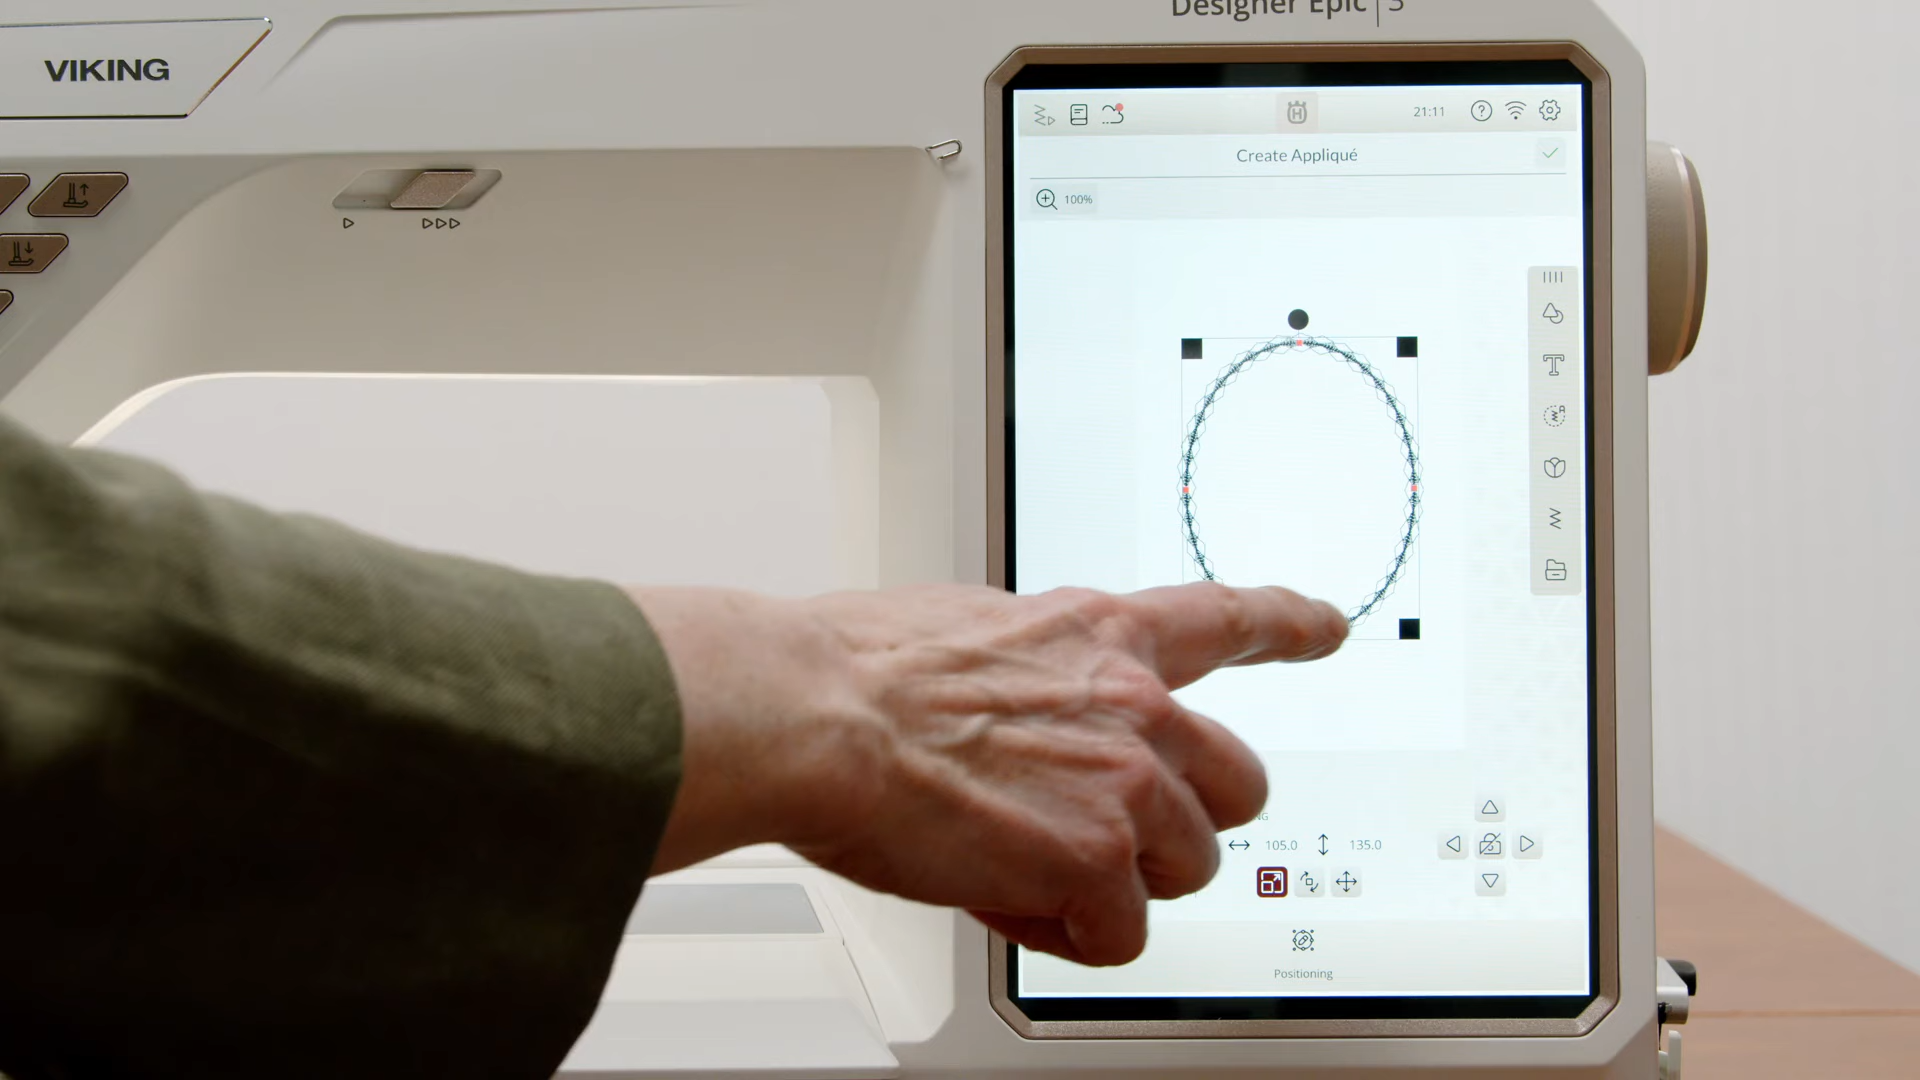 Designer Epic | 3
VIKING
21:11
Create Appliqué
100%
105.0 135.0
Positioning